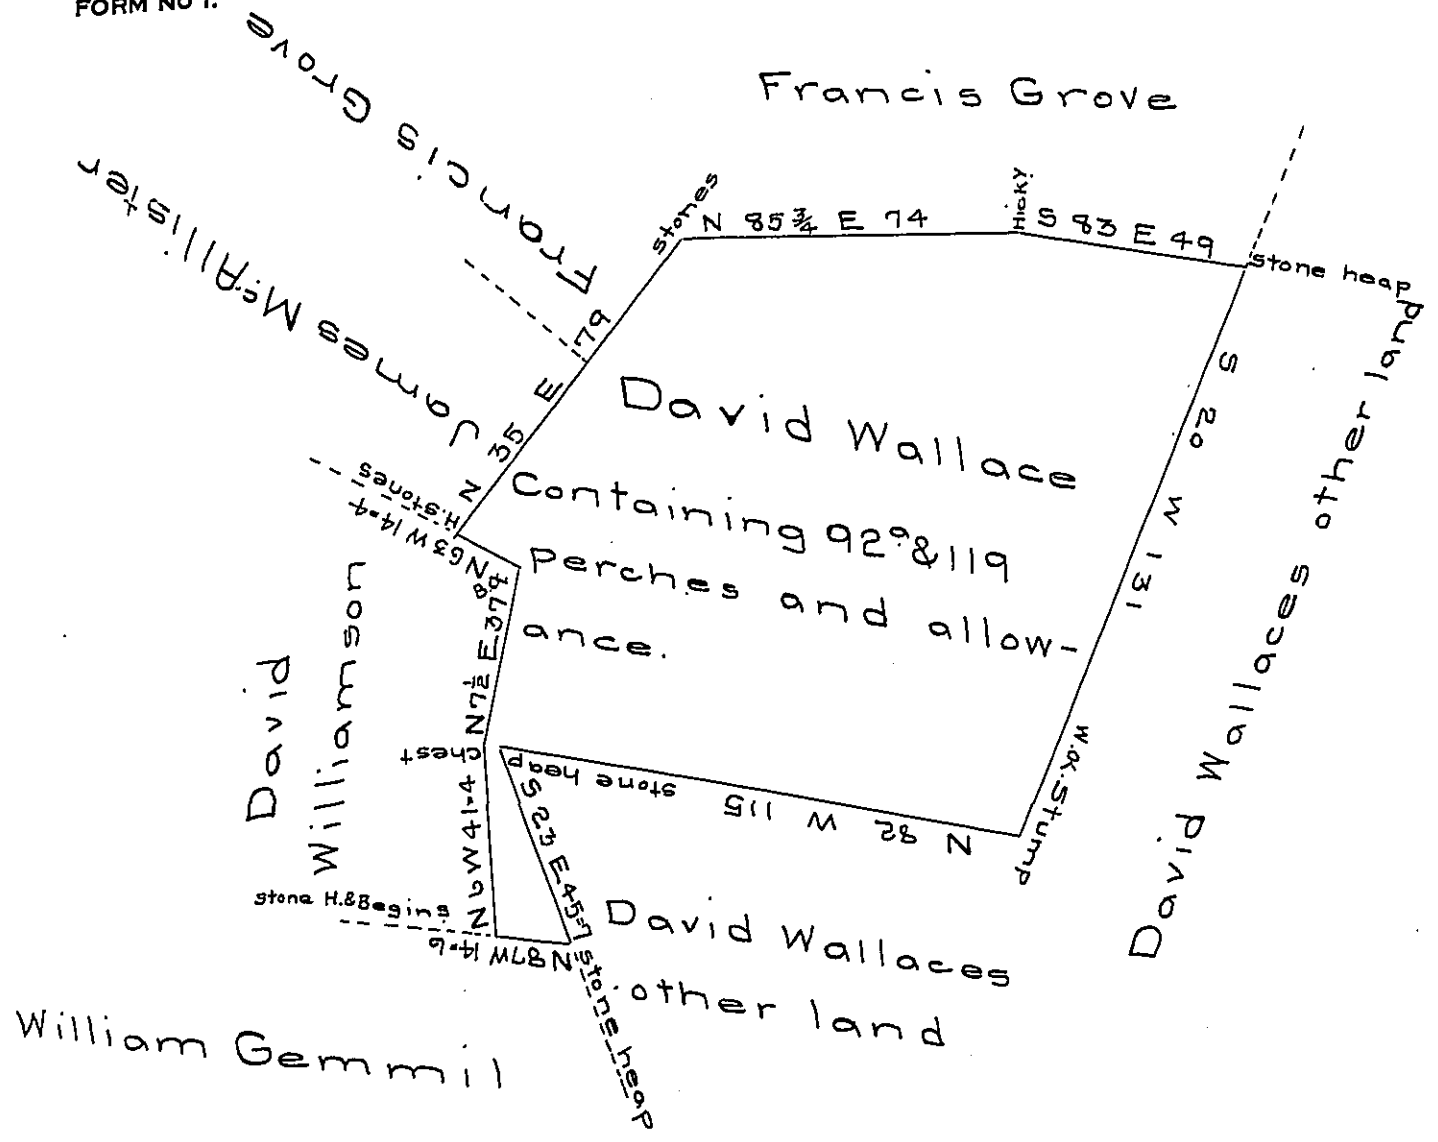 FORM NO 1.
Francis Grove
Francis Grove
James McAllister
stones
N 85¾ E 74
Hicky
S 83 E 49
stone heap
N 35 E 79
S 20 W 131
David Wallaces other land
David Wallace
Containing 92ª & 119
Perches and allow-
ance.
H. Stones
N 63 W 14=4
N 7½ E 37
David
Williamson
chest
N 6 W 41=4
stone heap
S 23 E 45=7
stone heap
N 82 W 115
W.O.K. Stump
stone H. & Begins
N 87 W 14=6
David Wallaces
other land
William Gemmil